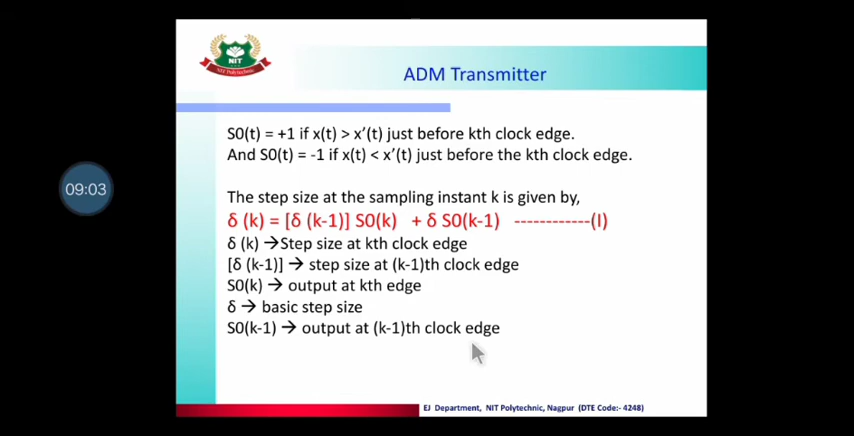 NIT
NIT Polytechnic
ADM Transmitter
S0(t) = +1 if x(t) > x'(t) just before kth clock edge.
And S0(t) = -1 if x(t) < x'(t) just before the kth clock edge.
09:03
The step size at the sampling instant k is given by,
δ (k) = [δ (k-1)] S0(k) + δ S0(k-1) ------------(I)
δ (k) → Step size at kth clock edge
[δ (k-1)] → step size at (k-1)th clock edge
S0(k) → output at kth edge
δ → basic step size
S0(k-1) → output at (k-1)th clock edge
EJ Department, NIT Polytechnic, Nagpur (DTE Code:- 4248)